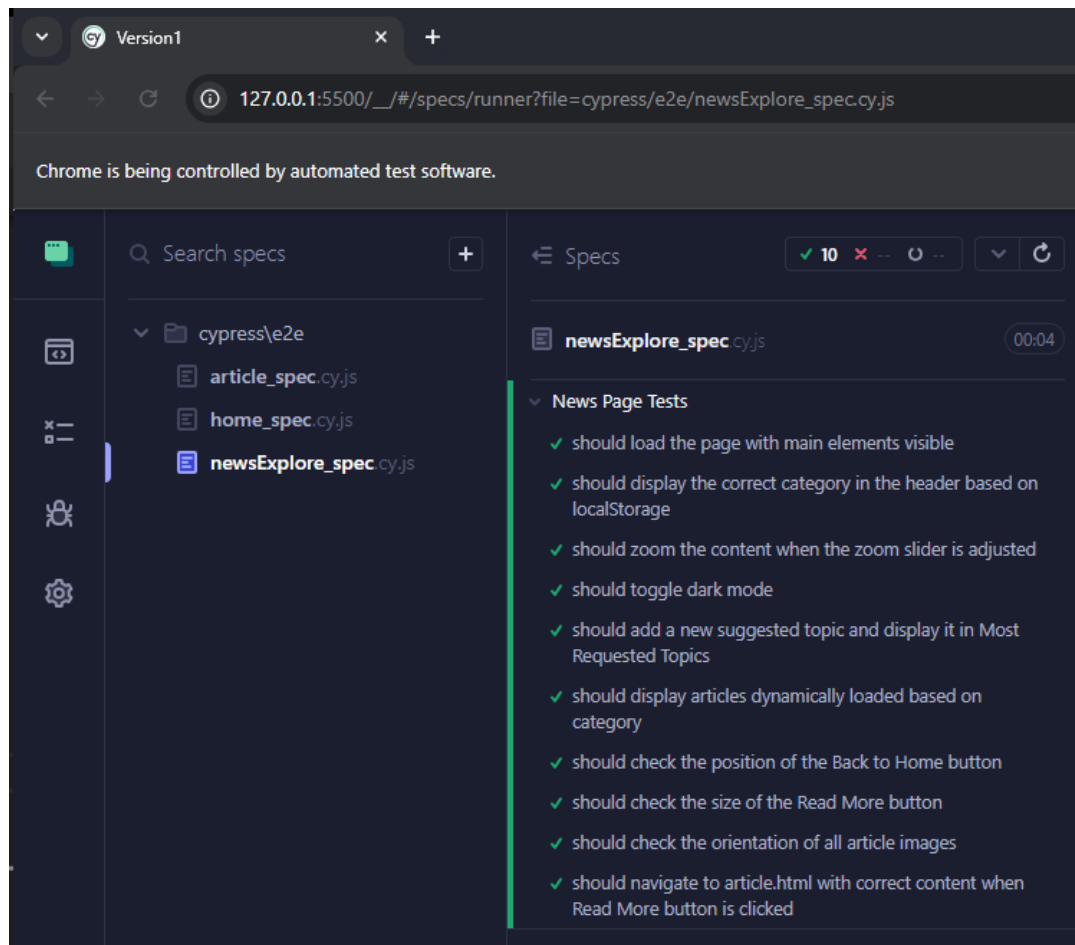 Version1
127.0.0.1:5500/__/#/specs/runner?file=cypress/e2e/newsExplore_spec.cy.js
Chrome is being controlled by automated test software.
Search specs
+
Specs
10 -- --
cypress\e2e
article_spec.cy.js
home_spec.cy.js
newsExplore_spec.cy.js
newsExplore_spec.cy.js
00:04
News Page Tests
should load the page with main elements visible
should display the correct category in the header based on
localStorage
should zoom the content when the zoom slider is adjusted
should toggle dark mode
should add a new suggested topic and display it in Most
Requested Topics
should display articles dynamically loaded based on
category
should check the position of the Back to Home button
should check the size of the Read More button
should check the orientation of all article images
should navigate to article.html with correct content when
Read More button is clicked